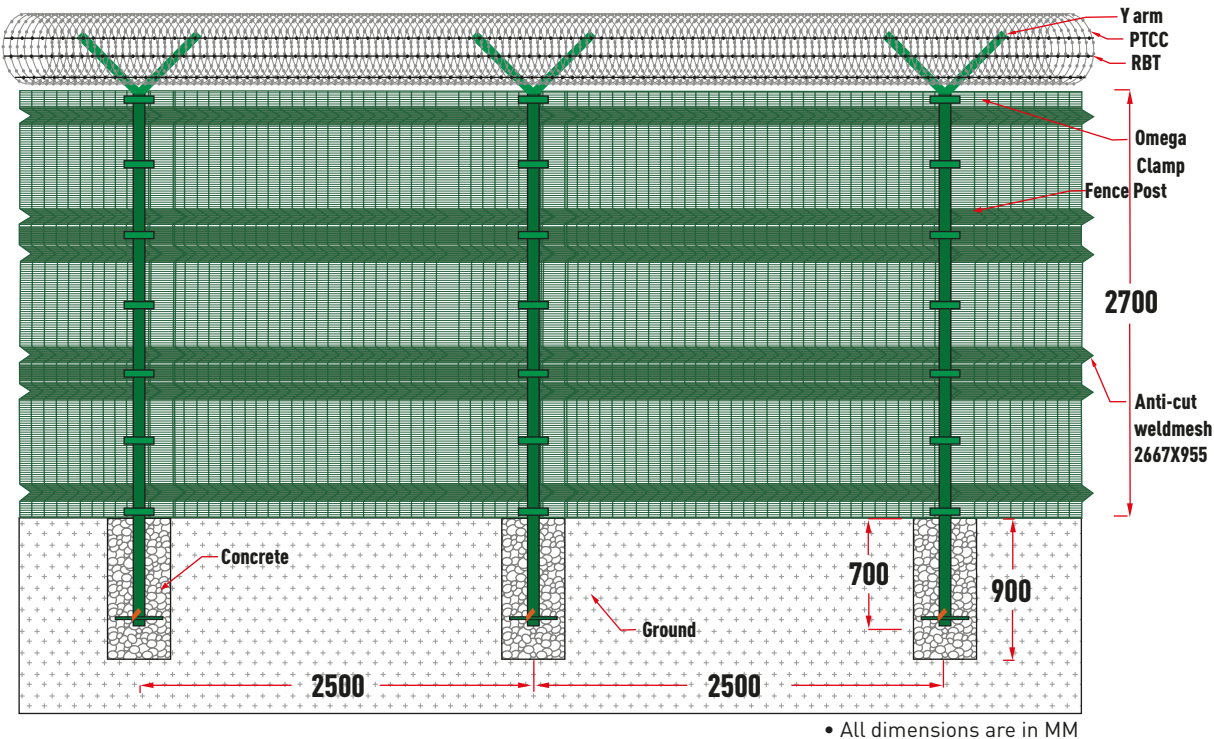 Y arm
PTCC
RBT
Omega
Clamp
Fence Post
2700
Anti-cut
weldmesh
2667X955
Concrete
700
900
Ground
2500
2500
• All dimensions are in MM